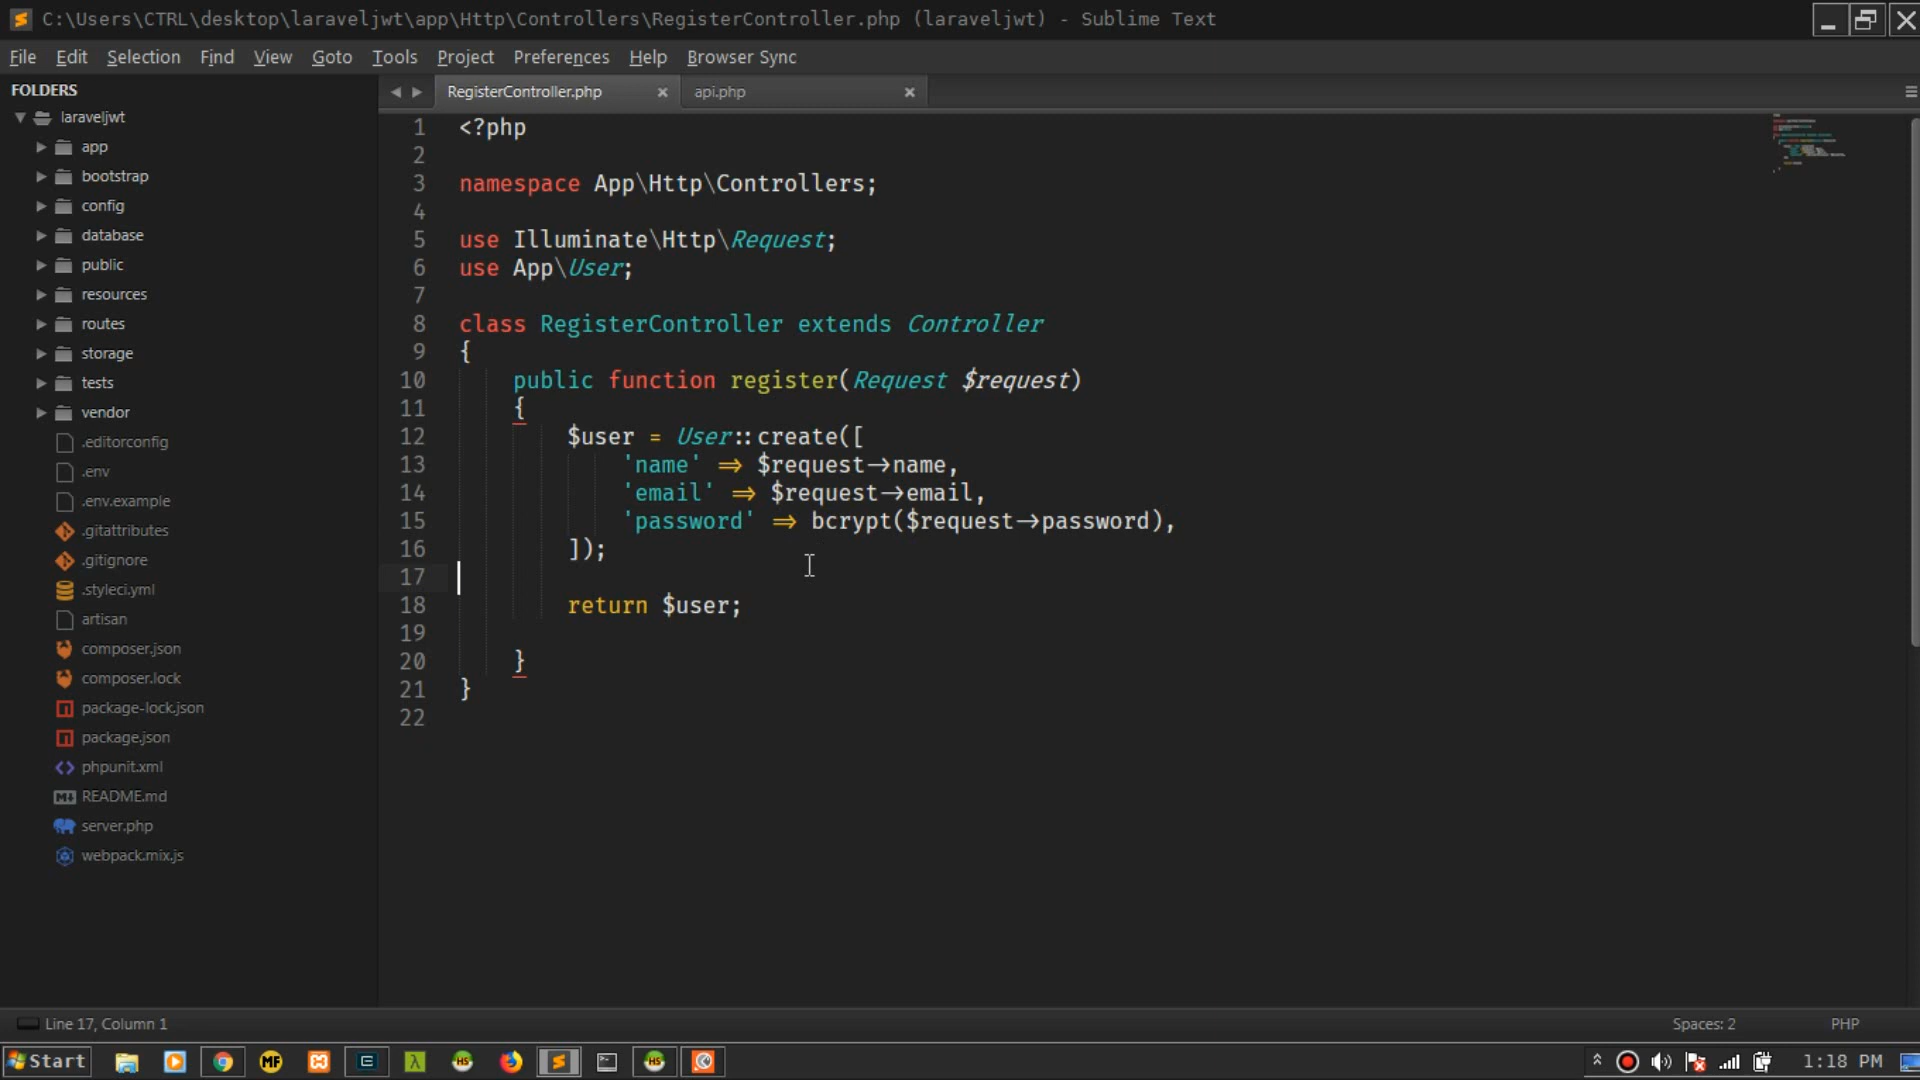 C:\Users\CTRL\desktop\laraveljwt\app\Http\Controllers\RegisterController.php (laraveljwt) - Sublime Text
File Edit Selection Find View Goto Tools Project Preferences Help Browser Sync
FOLDERS
laraveljwt
app
bootstrap
config
database
public
resources
routes
storage
tests
vendor
.editorconfig
.env
.env.example
.gitattributes
.gitignore
.styleci.yml
artisan
composer.json
composer.lock
package-lock.json
package.json
phpunit.xml
README.md
server.php
webpack.mix.js
RegisterController.php × api.php ×
1 <?php
2
3 namespace App\Http\Controllers;
4
5 use Illuminate\Http\Request;
6 use App\User;
7
8 class RegisterController extends Controller
9 {
10 public function register(Request $request)
11 {
12 $user = User::create([
13 'name' => $request->name,
14 'email' => $request->email,
15 'password' => bcrypt($request->password),
16 ]);
17
18 return $user;
19
20 }
21 }
22
Line 17, Column 1 Spaces: 2 PHP
Start MF HS HS 1:18 PM